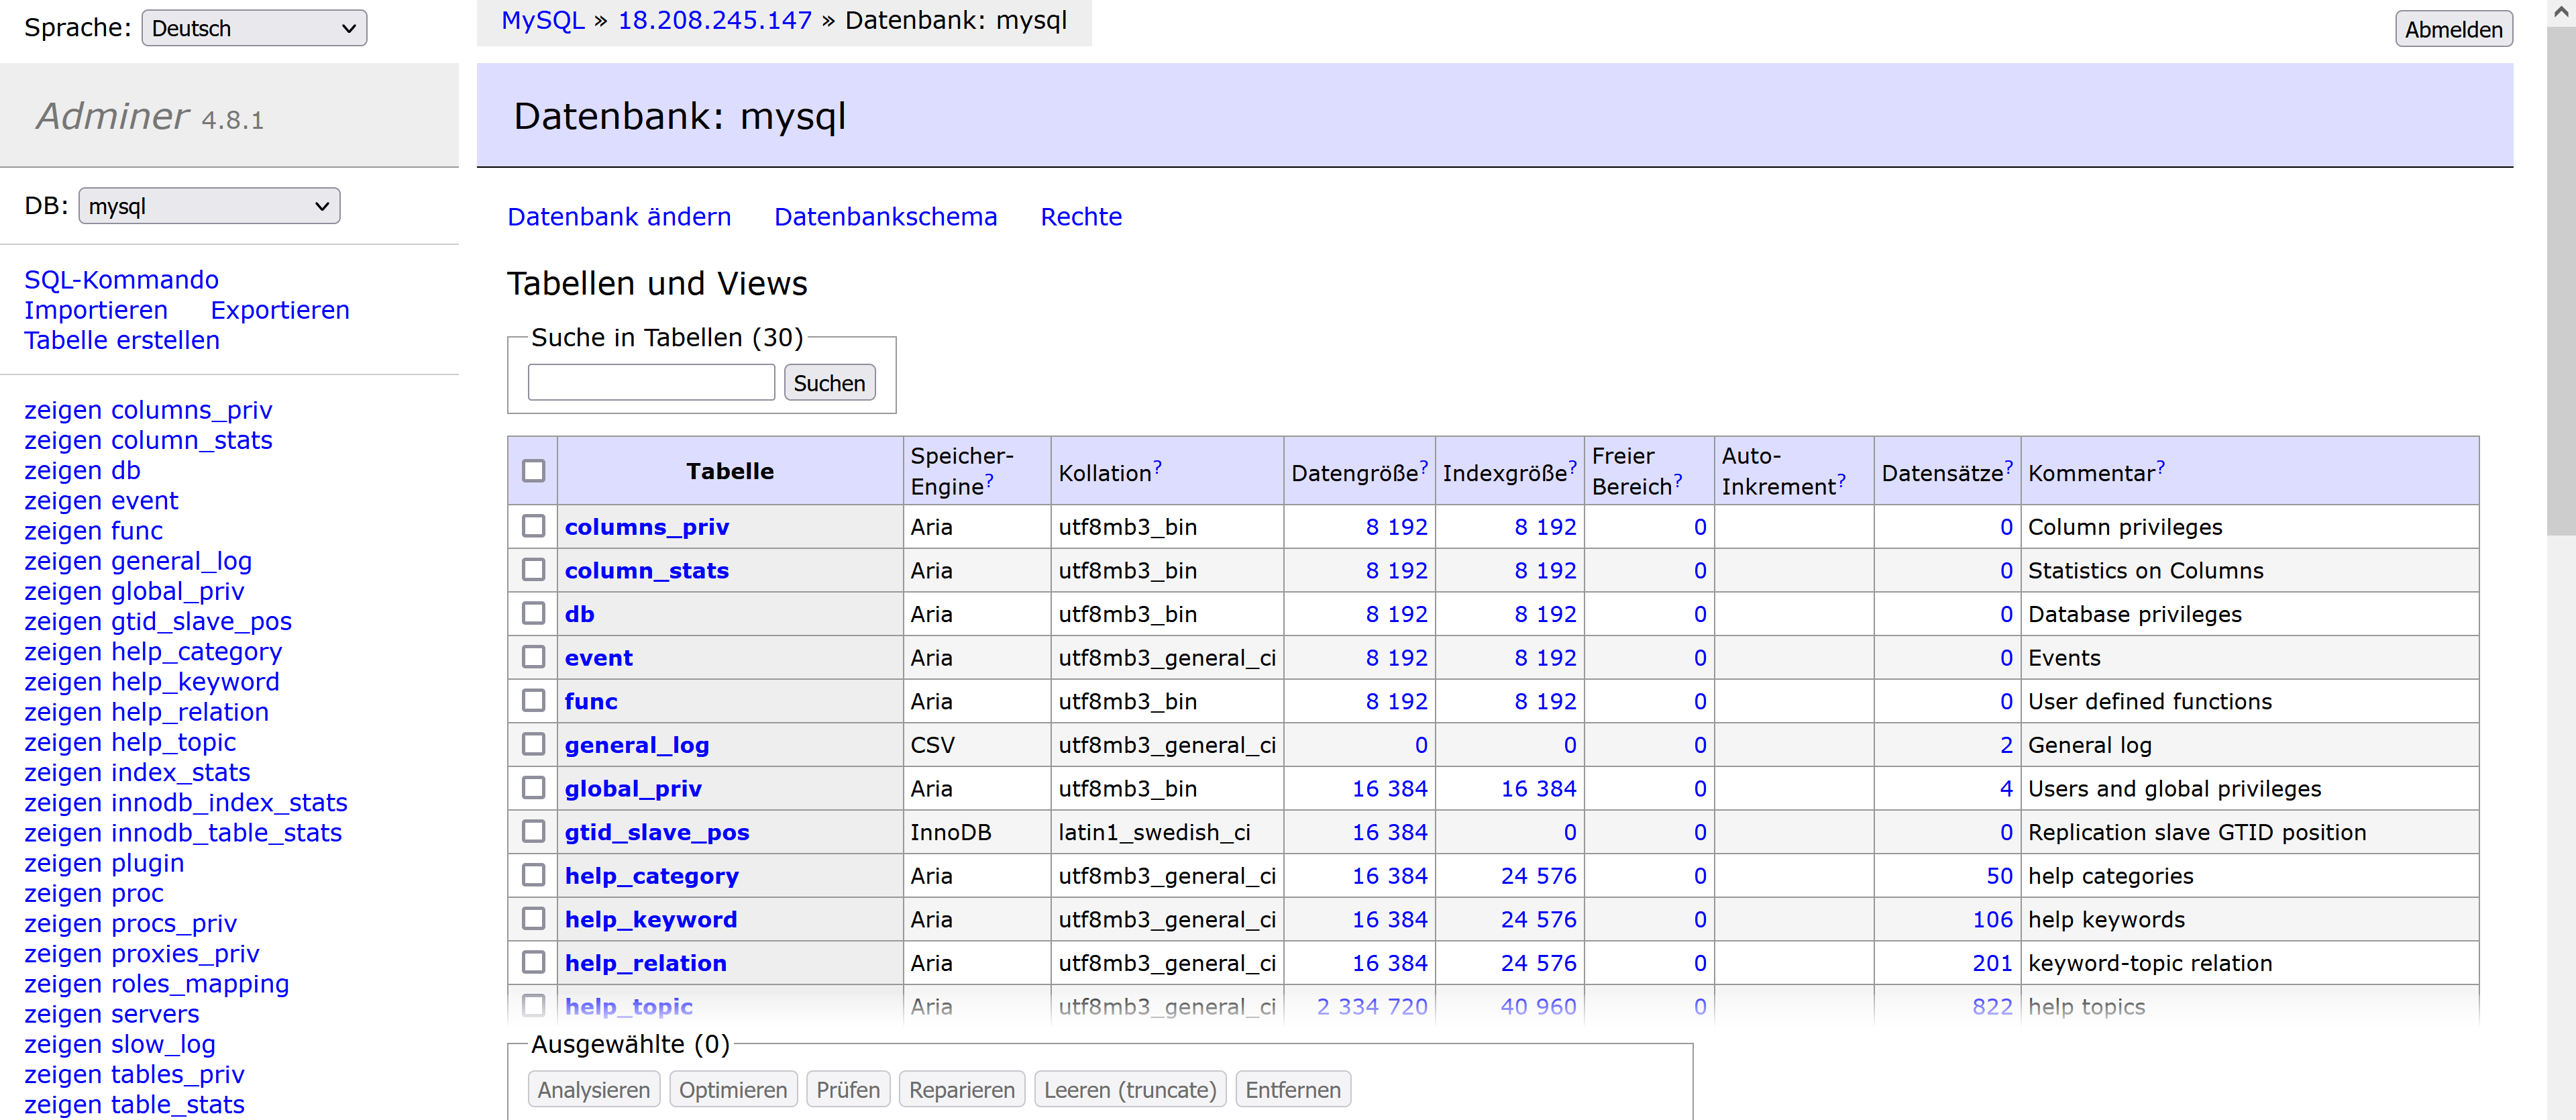 Sprache: Deutsch
MySQL » 18.208.245.147 » Datenbank: mysql
Abmelden
Adminer 4.8.1
DB: mysql
SQL-Kommando
Importieren Exportieren
Tabelle erstellen
zeigen columns_priv
zeigen column_stats
zeigen db
zeigen event
zeigen func
zeigen general_log
zeigen global_priv
zeigen gtid_slave_pos
zeigen help_category
zeigen help_keyword
zeigen help_relation
zeigen help_topic
zeigen index_stats
zeigen innodb_index_stats
zeigen innodb_table_stats
zeigen plugin
zeigen proc
zeigen procs_priv
zeigen proxies_priv
zeigen roles_mapping
zeigen servers
zeigen slow_log
zeigen tables_priv
zeigen table_stats
Datenbank: mysql
Datenbank ändern Datenbankschema Rechte
Tabellen und Views
Suche in Tabellen (30)
Suchen
Tabelle Speicher-Engine? Kollation? Datengröße? Indexgröße? Freier Bereich? Auto-Inkrement? Datensätze? Kommentar?
columns_priv Aria utf8mb3_bin 8 192 8 192 0 0 Column privileges
column_stats Aria utf8mb3_bin 8 192 8 192 0 0 Statistics on Columns
db Aria utf8mb3_bin 8 192 8 192 0 0 Database privileges
event Aria utf8mb3_general_ci 8 192 8 192 0 0 Events
func Aria utf8mb3_bin 8 192 8 192 0 0 User defined functions
general_log CSV utf8mb3_general_ci 0 0 0 2 General log
global_priv Aria utf8mb3_bin 16 384 16 384 0 4 Users and global privileges
gtid_slave_pos InnoDB latin1_swedish_ci 16 384 0 0 0 Replication slave GTID position
help_category Aria utf8mb3_general_ci 16 384 24 576 0 50 help categories
help_keyword Aria utf8mb3_general_ci 16 384 24 576 0 106 help keywords
help_relation Aria utf8mb3_general_ci 16 384 24 576 0 201 keyword-topic relation
help_topic Aria utf8mb3_general_ci 2 334 720 40 960 0 822 help topics
Ausgewählte (0)
Analysieren Optimieren Prüfen Reparieren Leeren (truncate) Entfernen